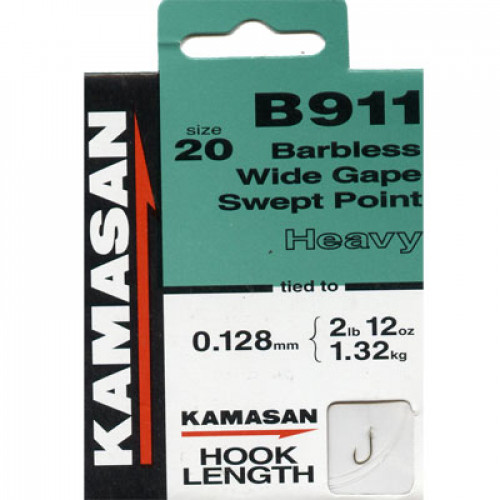 KAMASAN
B911
size
20
Barbless
Wide Gape
Swept Point
Heavy
tied to
0.128mm { 2lb 12oz
1.32kg
KAMASAN
HOOK
LENGTH